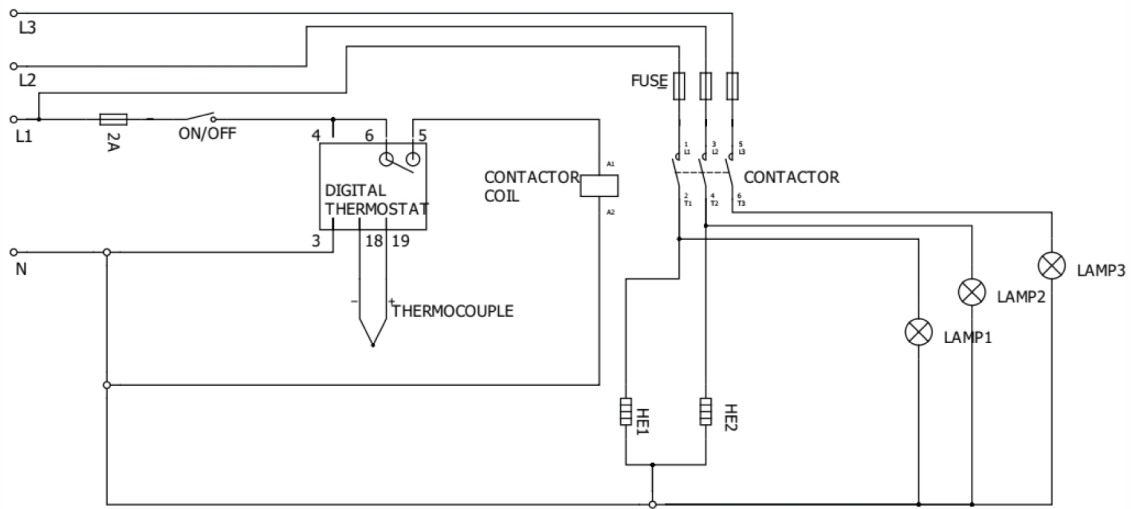 L3
L2
FUSE
L1
2A
ON/OFF
4 6 5
1 3 5
L1 L2 L3
A1
CONTACTOR
COIL
CONTACTOR
A2
2 4 6
T1 T2 T3
DIGITAL
THERMOSTAT
3 18 19
N
LAMP3
LAMP2
- +
THERMOCOUPLE
LAMP1
HE1
HE2